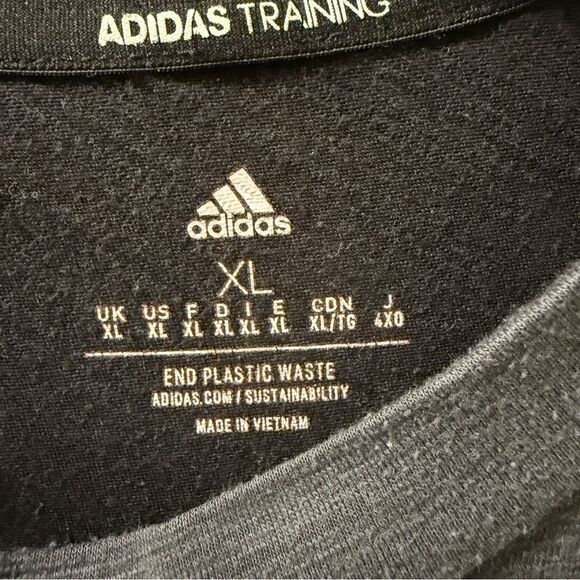 ADIDAS TRAINING
adidas
XL
UK US F D I E CDN J
XL XL XL XL XL XL XL/TG 4XO
END PLASTIC WASTE
ADIDAS.COM/SUSTAINABILITY
MADE IN VIETNAM